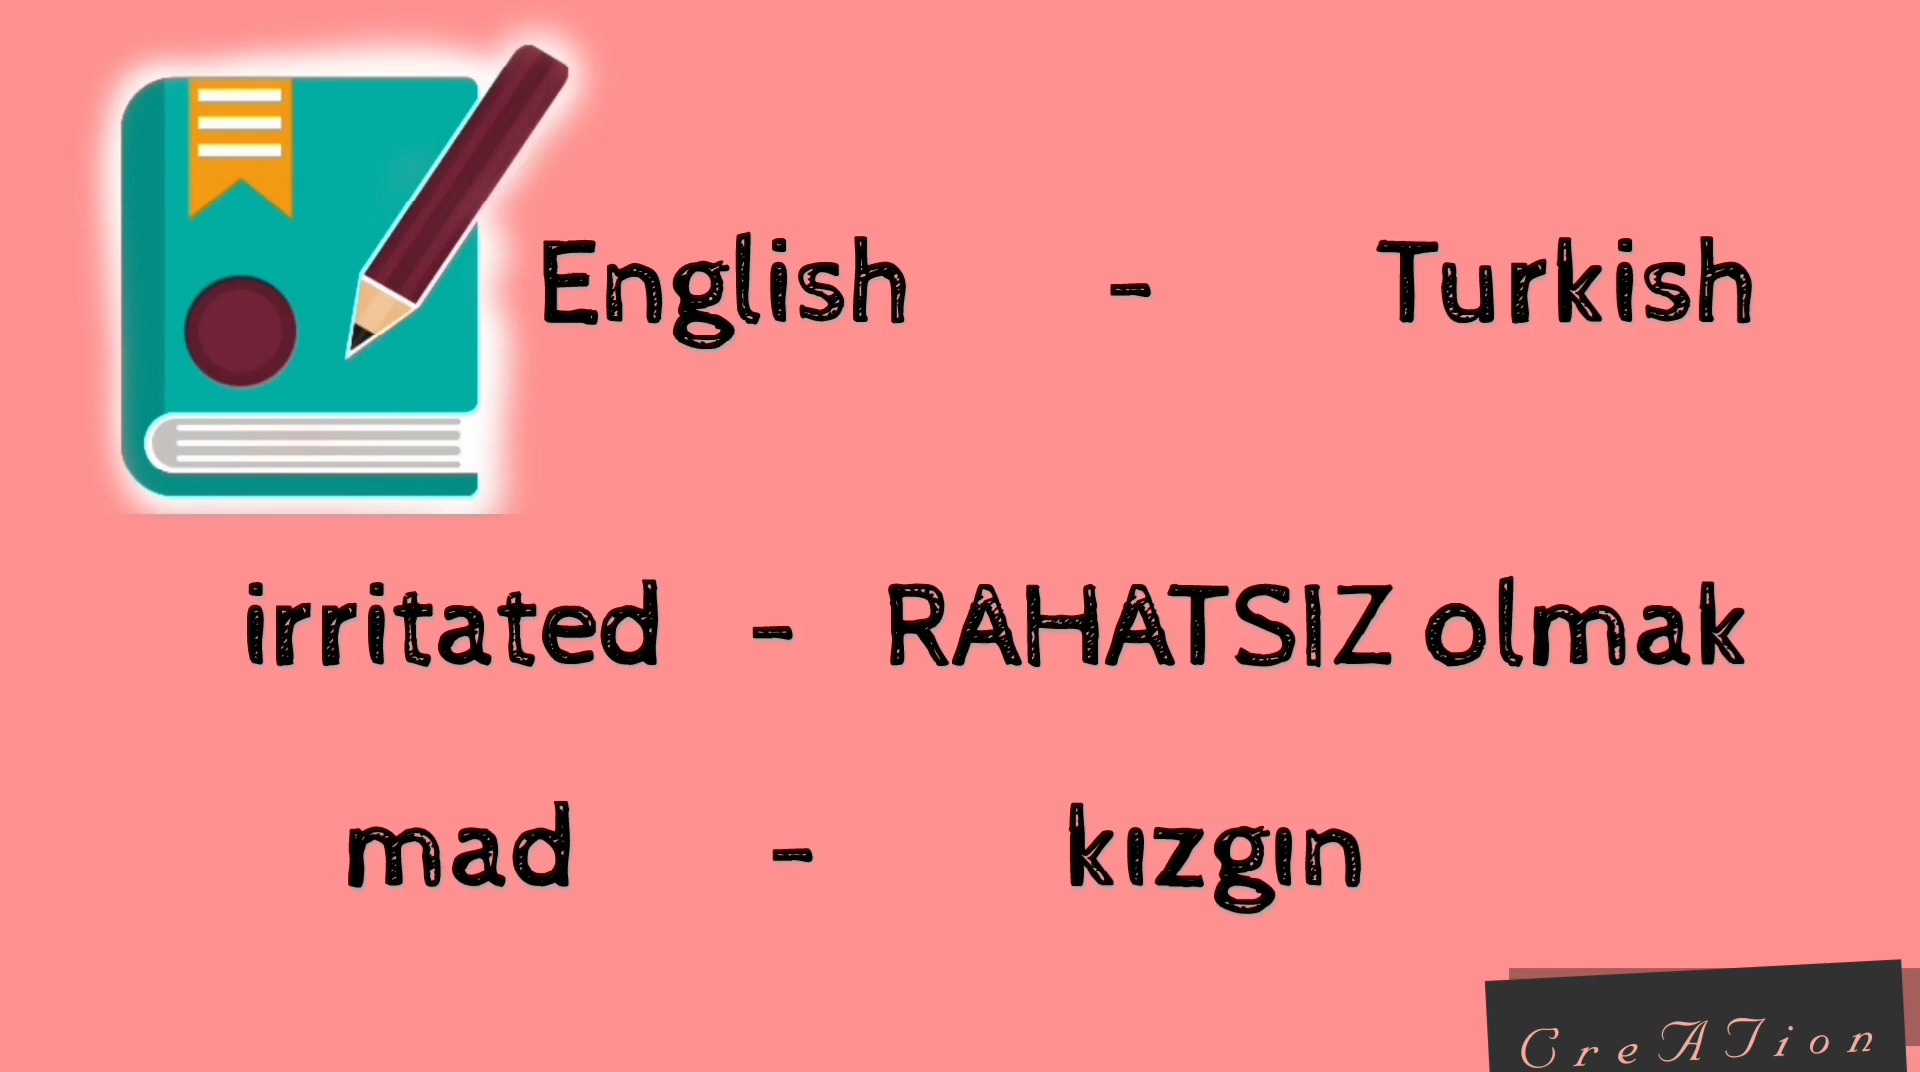 English - Turkish
irritated - RAHATSIZ olmak
mad - kızgın
CreATion